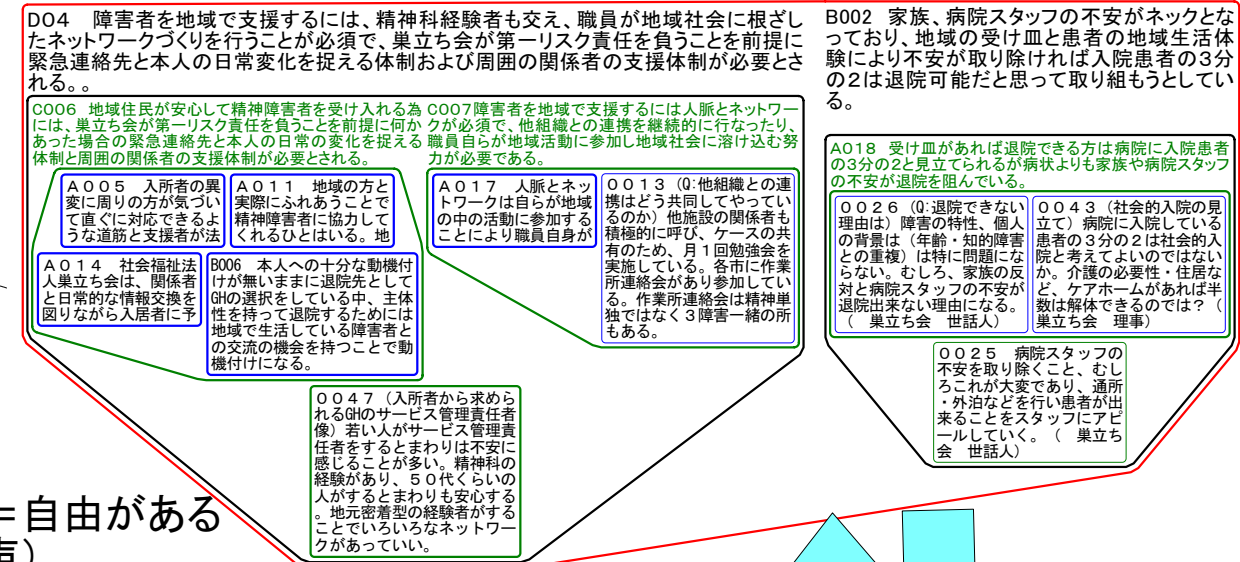 D04　障害者を地域で支援するには、精神科経験者も交え、職員が地域社会に根ざし
たネットワークづくりを行うことが必須で、巣立ち会が第一リスク責任を負うことを前提に
緊急連絡先と本人の日常変化を捉える体制および周囲の関係者の支援体制が必要とさ
れる。。
C006　地域住民が安心して精神障害者を受け入れる為
には、巣立ち会が第一リスク責任を負うことを前提に何か
あった場合の緊急連絡先と本人の日常の変化を捉える
体制と周囲の関係者の支援体制が必要とされる。
A005　入所者の異
変に周りの方が気づい
て直ぐに対応できるよ
うな道筋と支援者が法
A011　地域の方と
実際にふれあうことで
精神障害者に協力して
くれるひとはいる。地
A014　社会福祉法
人巣立ち会は、関係者
と日常的な情報交換を
図りながら入居者に予
B006　本人への十分な動機付
けが無いままに退院先として
GHの選択をしている中、主体
性を持って退院するためには
地域で生活している障害者と
の交流の機会を持つことで動
機付けになる。
C007障害者を地域で支援するには人脈とネットワー
クが必須で、他組織との連携を継続的に行なったり、
職員自らが地域活動に参加し地域社会に溶け込む努
力が必要である。
A017　人脈とネッ
トワークは自らが地域
の中の活動に参加する
ことにより職員自身が
0013（Q:他組織との連
携はどう共同してやってい
るのか）他施設の関係者も
積極的に呼び、ケースの共
有のため、月１回勉強会を
実施している。各市に作業
所連絡会があり参加してい
る。作業所連絡会は精神単
独ではなく３障害一緒の所
もある。
0047（入所者から求めら
れるGHのサービス管理責任者
像）若い人がサービス管理責
任者をするとまわりは不安に
感じることが多い。精神科の
経験があり、５０代くらいの
人がするとまわりも安心する
。地元密着型の経験者がする
ことでいろいろなネットワー
クがあっていい。
B002　家族、病院スタッフの不安がネックとな
っており、地域の受け皿と患者の地域生活体
験により不安が取り除ければ入院患者の3分
の2は退院可能だと思って取り組もうとしてい
る。
A018　受け皿があれば退院できる方は病院に入院患者
の3分の2と見立てられるが病状よりも家族や病院スタッフ
の不安が退院を阻んでいる。
0026（Q:退院できない
理由は）障害の特性、個人
の背景は（年齢・知的障害
との重複）は特に問題にな
らない。むしろ、家族の反
対と病院スタッフの不安が
退院出来ない理由になる。
（　巣立ち会　世話人）
0043（社会的入院の見
立て）病院に入院している
患者の３分の２は社会的入
院と考えてよいのではない
か。介護の必要性・住居な
ど、ケアホームがあれば半
数は解体できるのでは？（
巣立ち会　理事）
0025　病院スタッフの
不安を取り除くこと、むし
ろこれが大変であり、通所
・外泊などを行い患者が出
来ることをスタッフにアピ
ールしていく。（　巣立ち
会　世話人）
=自由がある
声）